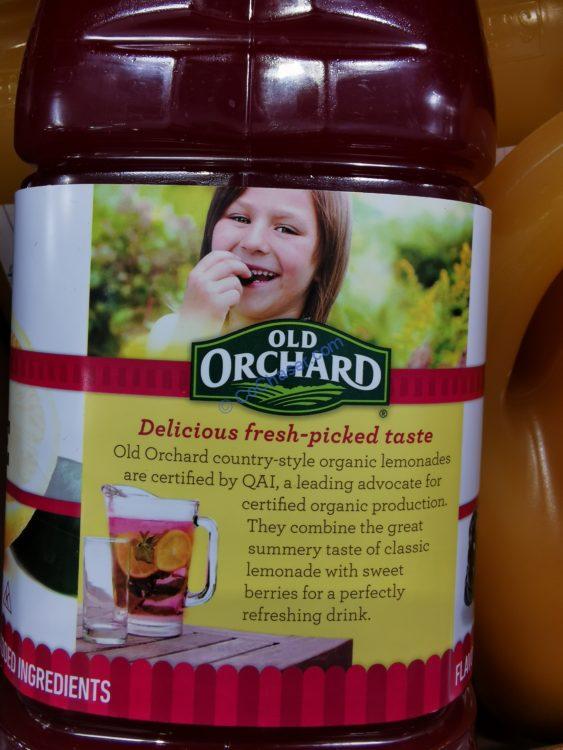 OLD
ORCHARD
®
© CoChaser.com
Delicious fresh-picked taste
Old Orchard country-style organic lemonades
are certified by QAI, a leading advocate for
certified organic production.
They combine the great
summery taste of classic
lemonade with sweet
berries for a perfectly
refreshing drink.
INGREDIENTS